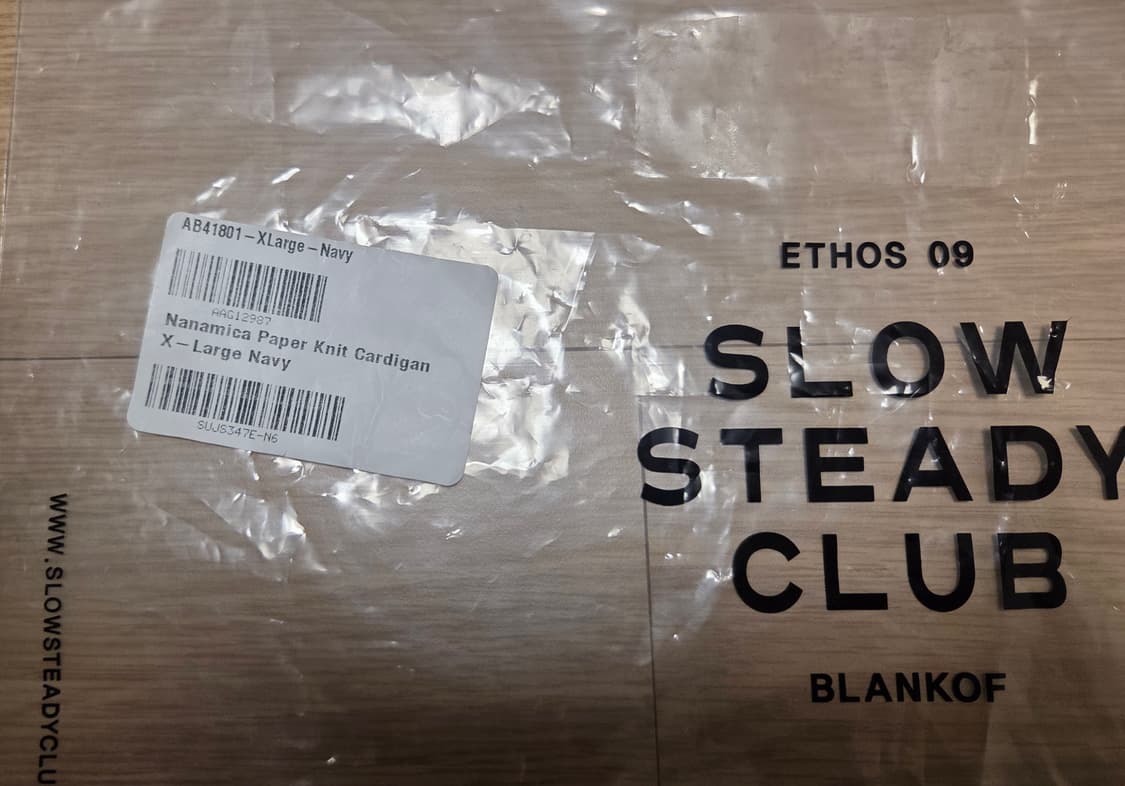 AB41801-XLarge-Navy
AAG12987
Nanamica Paper Knit Cardigan
X-Large Navy
SUJS347E-N6
ETHOS 09
SLOW
STEADY
CLUB
BLANKOF
WWW.SLOWSTEADYCLU